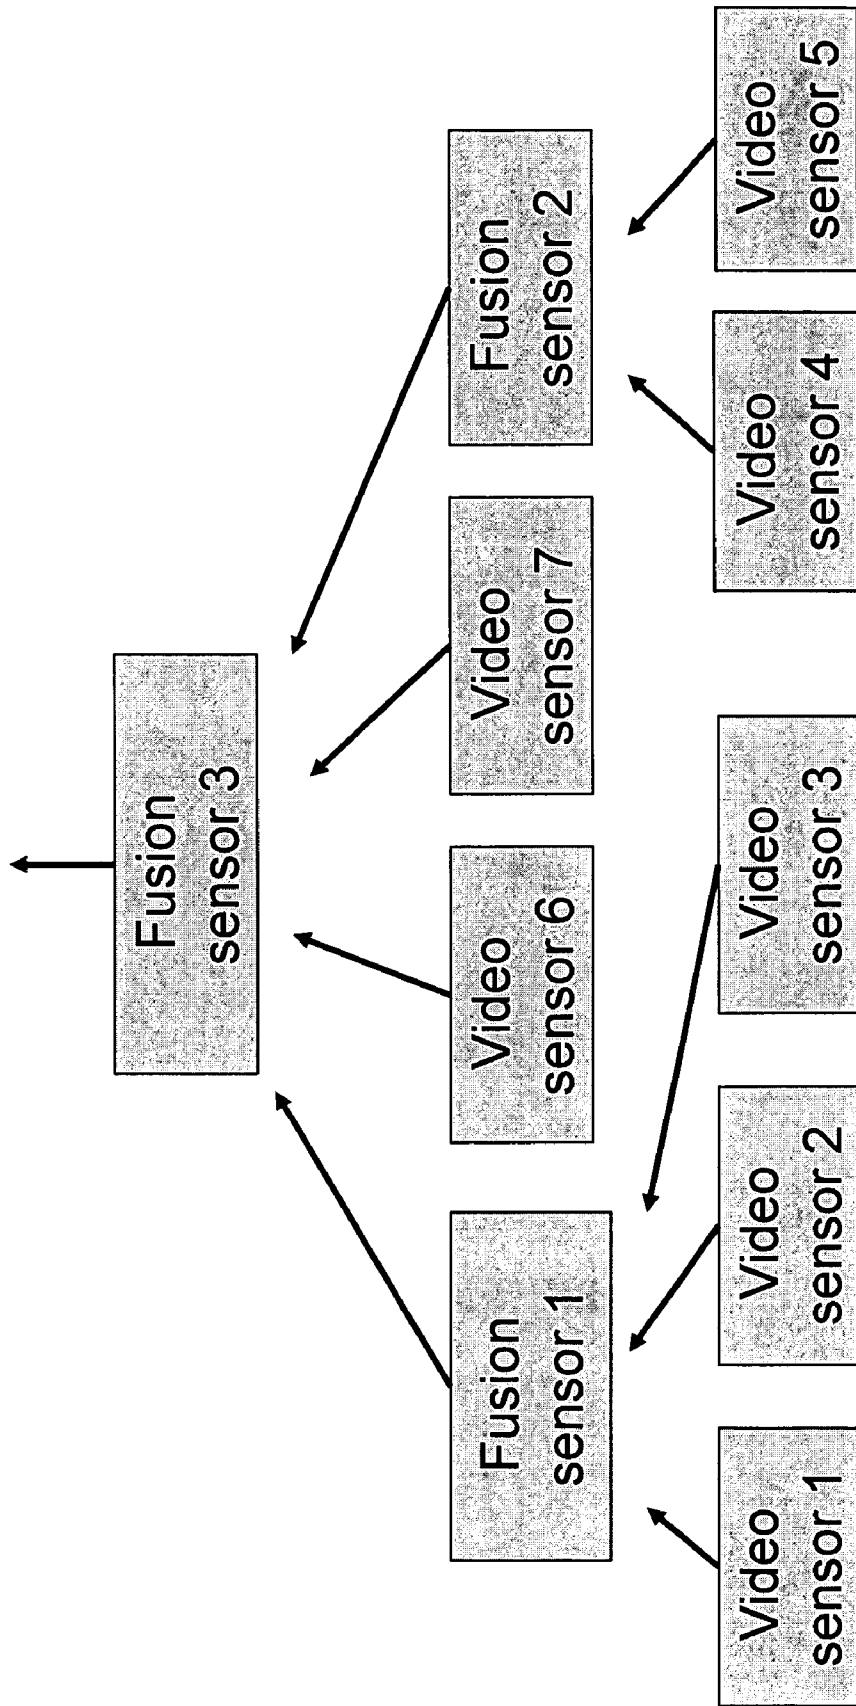 Fusion
sensor 3
Fusion
sensor 1
Video
sensor 6
Video
sensor 7
Fusion
sensor 2
Video
sensor 1
Video
sensor 2
Video
sensor 3
Video
sensor 4
Video
sensor 5